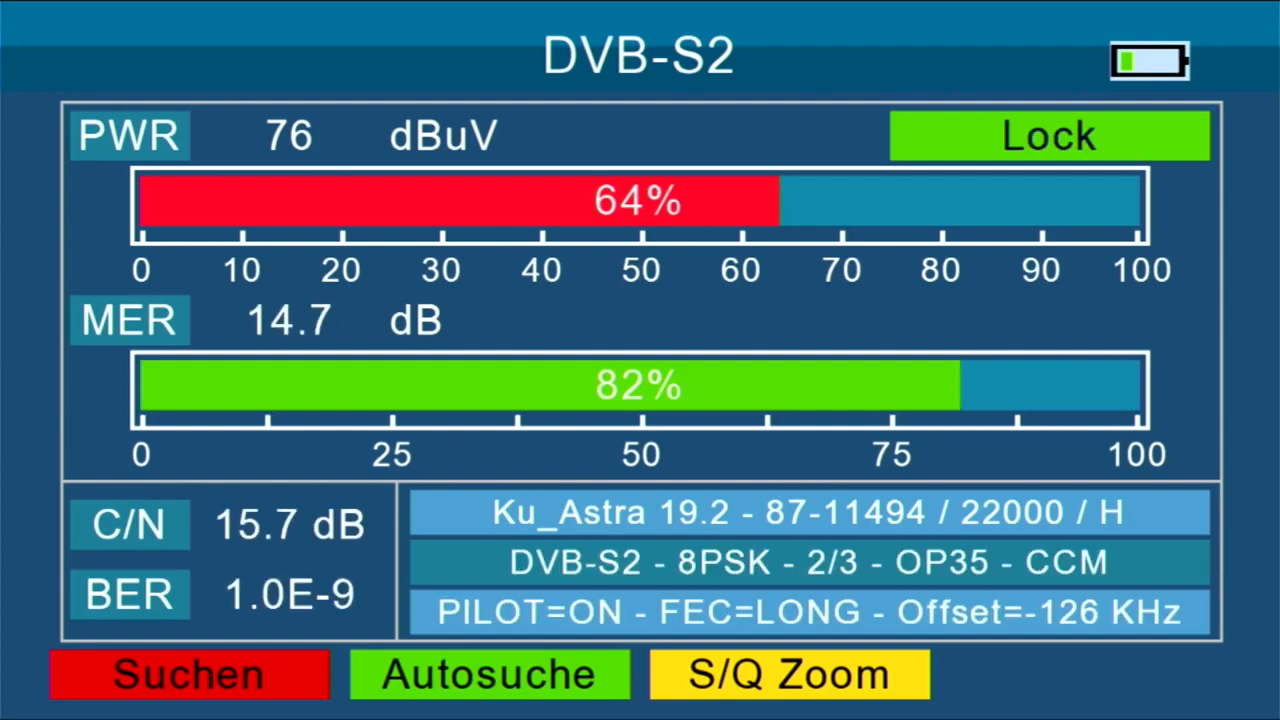 DVB-S2
PWR 76 dBuV Lock
64%
0 10 20 30 40 50 60 70 80 90 100
MER 14.7 dB
82%
0 25 50 75 100
C/N 15.7 dB
BER 1.0E-9
Ku_Astra 19.2 - 87-11494 / 22000 / H
DVB-S2 - 8PSK - 2/3 - OP35 - CCM
PILOT=ON - FEC=LONG - Offset=-126 KHz
Suchen Autosuche S/Q Zoom